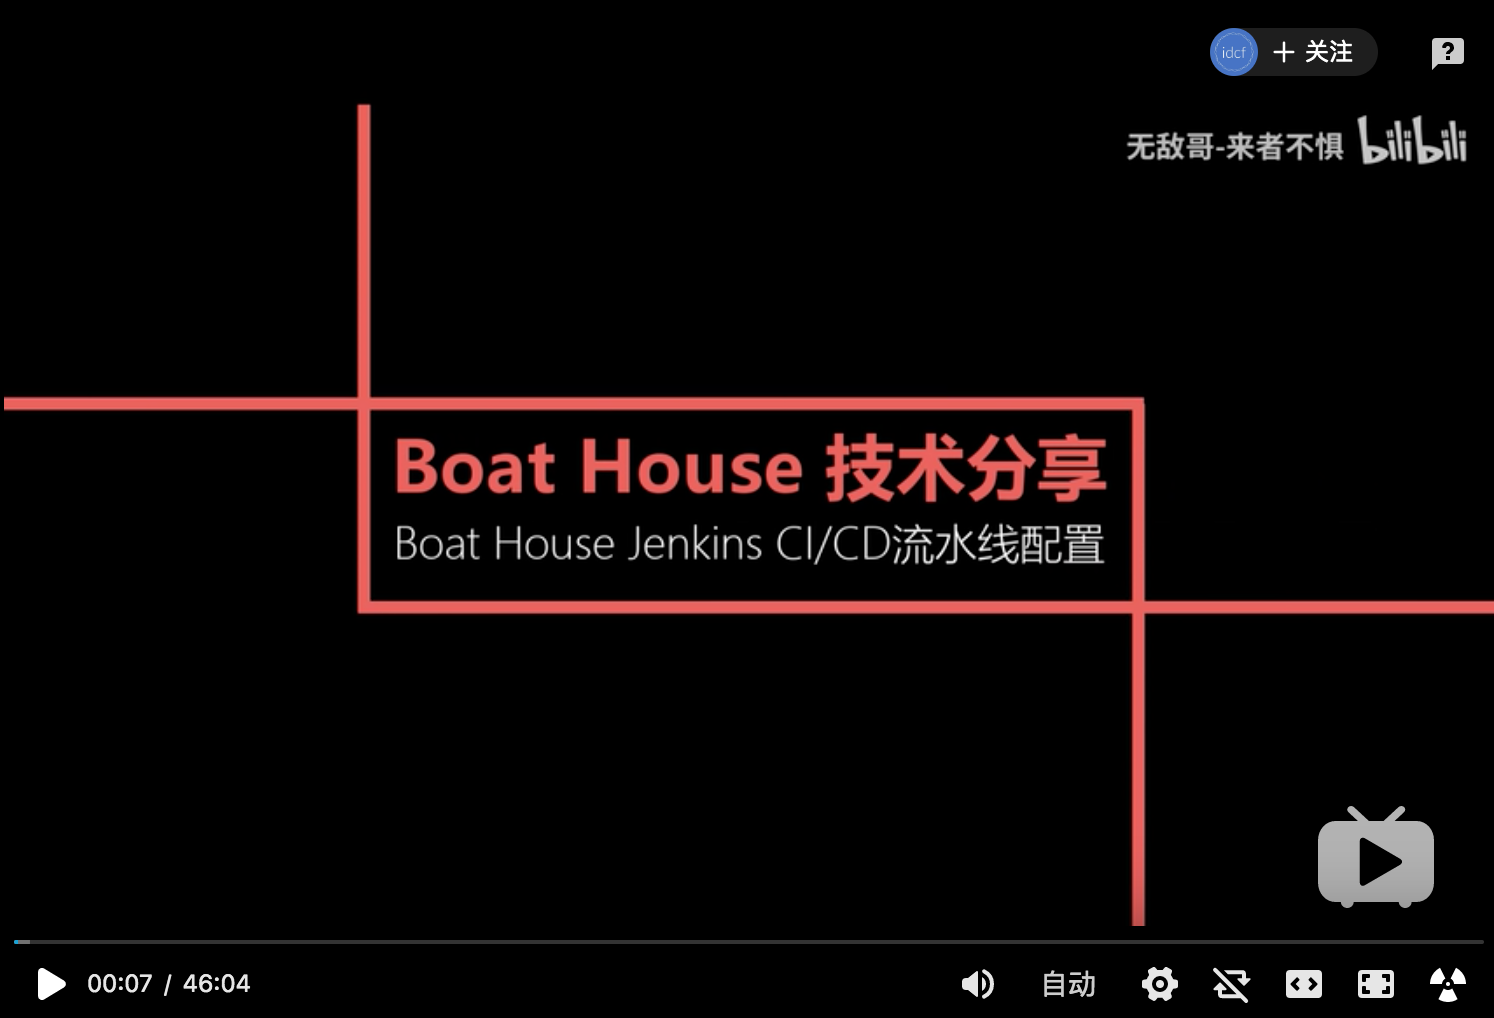 idcf
关注
无敌哥-来者不惧 bilibili
Boat House 技术分享
Boat House Jenkins CI/CD流水线配置
00:07 / 46:04
自动